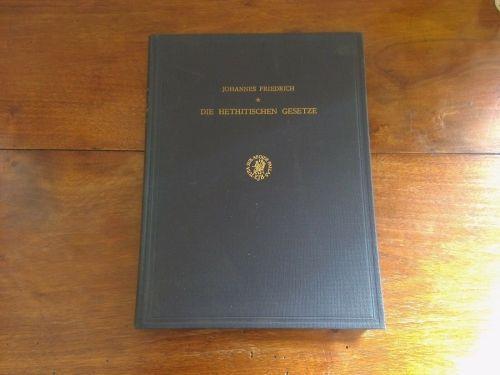 JOHANNES FRIEDRICH
*
DIE HETHITISCHEN GESETZE